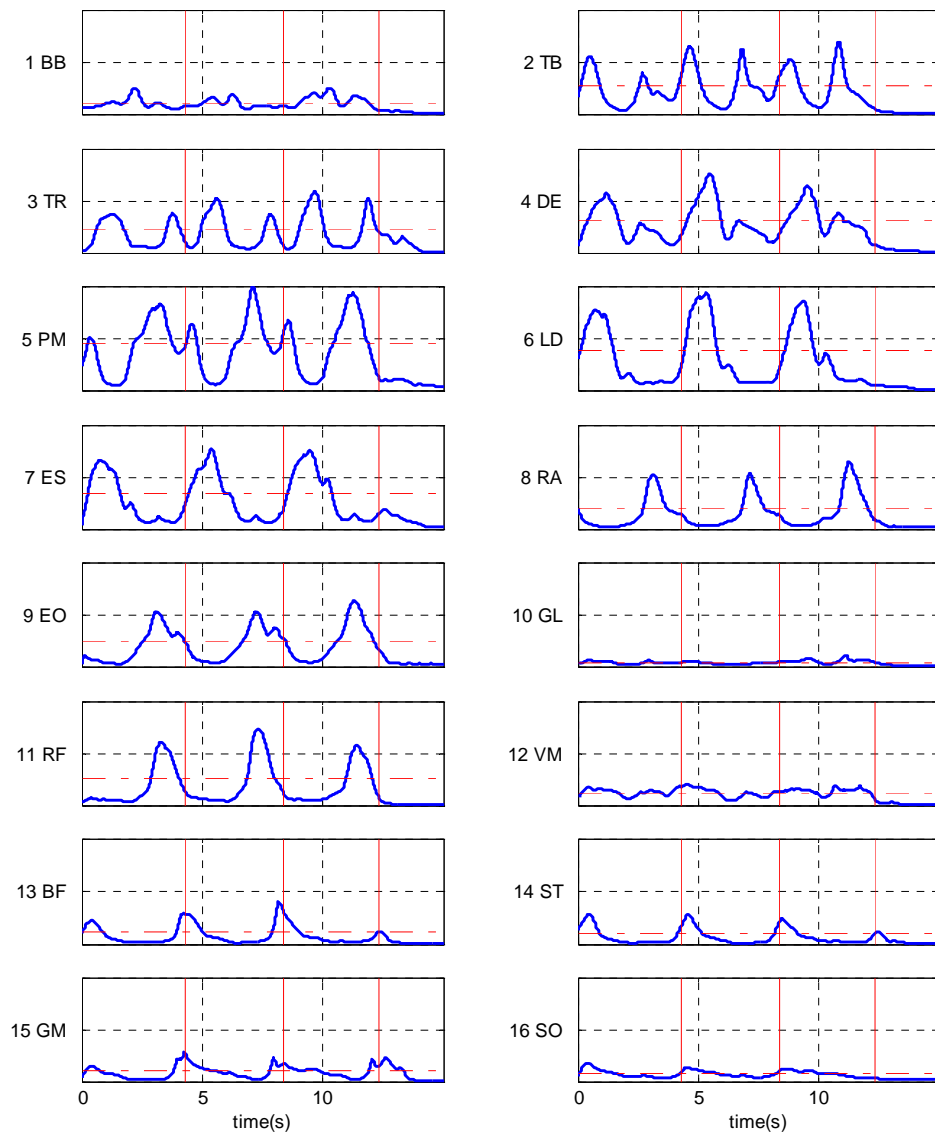 1 BB
2 TB
3 TR
4 DE
5 PM
6 LD
7 ES
8 RA
9 EO
10 GL
11 RF
12 VM
13 BF
14 ST
15 GM
16 SO
0 5 10
0 5 10
time(s)
time(s)